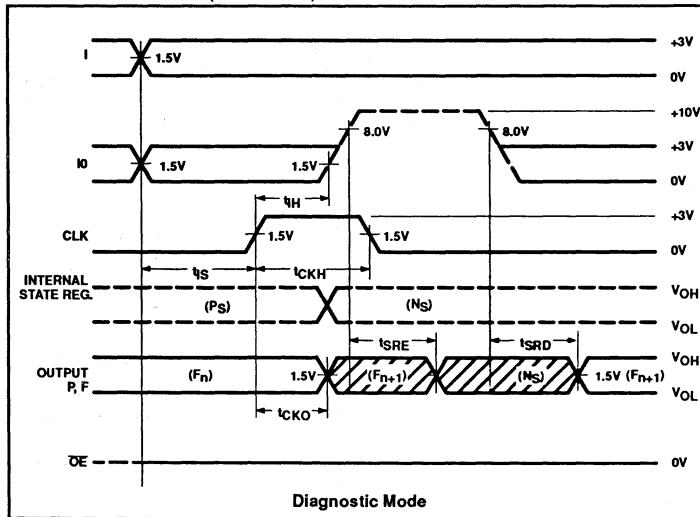 I
1.5V
+3V
0V
+10V
8.0V
8.0V
I0
1.5V
1.5V
+3V
0V
tIH
CLK
1.5V
1.5V
+3V
0V
tIS
tCKH
INTERNAL
STATE REG.
(PS)
(NS)
VOH
VOL
tSRE
tSRD
OUTPUT
P, F
(Fn)
1.5V
(Fn+1)
(NS)
1.5V (Fn+1)
VOH
VOL
tCKO
OE
0V
Diagnostic Mode